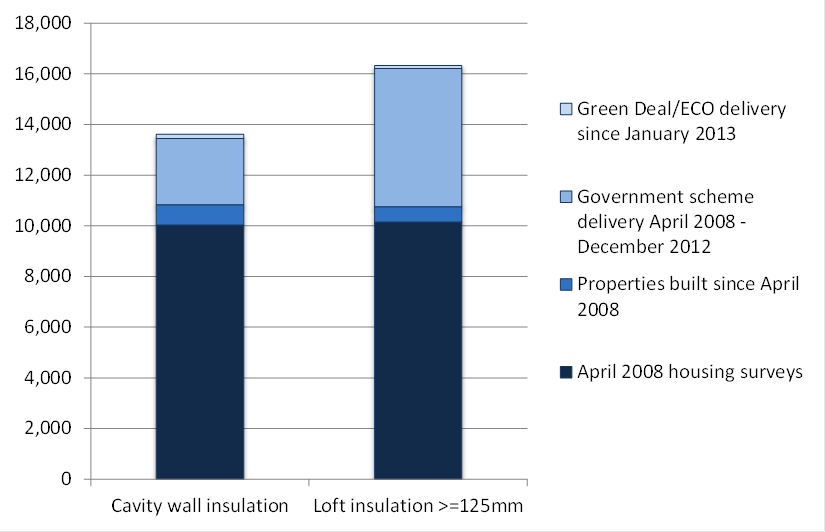 18,000
16,000
14,000
12,000
10,000
8,000
6,000
4,000
2,000
0
Cavity wall insulation
Loft insulation >=125mm
Green Deal/ECO delivery
since January 2013
Government scheme
delivery April 2008 -
December 2012
Properties built since April
2008
April 2008 housing surveys